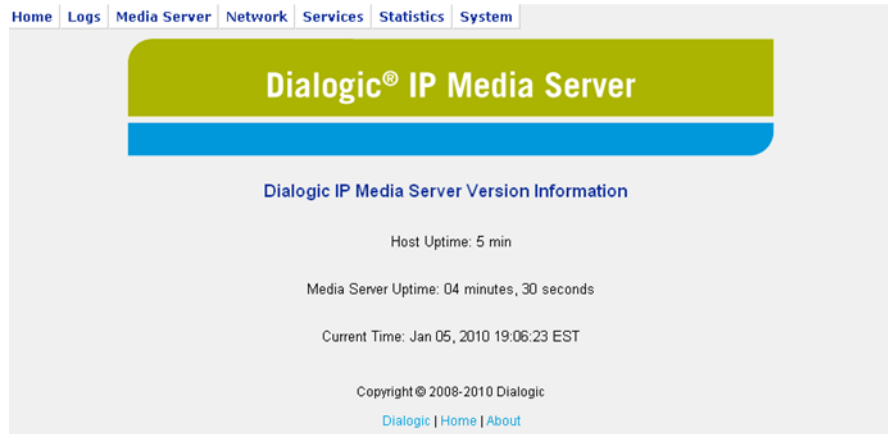 Home Logs Media Server Network Services Statistics System
Dialogic® IP Media Server
Dialogic IP Media Server Version Information
Host Uptime: 5 min
Media Server Uptime: 04 minutes, 30 seconds
Current Time: Jan 05, 2010 19:06:23 EST
Copyright © 2008-2010 Dialogic
Dialogic | Home | About